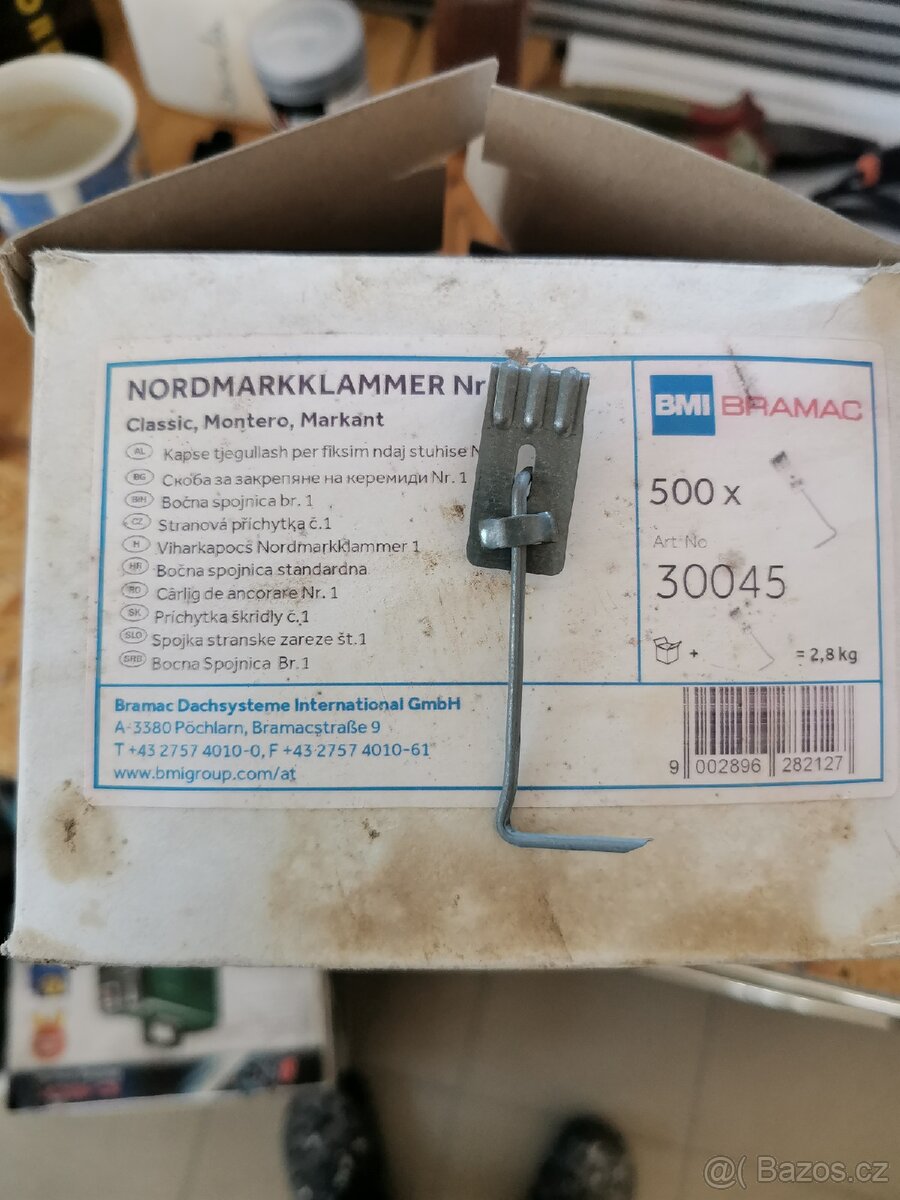 NORDMARKKLAMMER Nr
Classic, Montero, Markant
AL Kapse tjegullash per fiksim ndaj stuhise N
BG Скоба за закрепяне на керемиди Nr. 1
BIH Bočna spojnica br. 1
CZ Stranová příchytka č.1
H Viharkapocs Nordmarkklammer 1
HR Bočna spojnica standardna
RO Cârlig de ancorare Nr. 1
SK Príchytka škridly č.1
SLO Spojka stranske zareze št.1
SRB Bocna Spojnica Br.1
BMI BRAMAC
500 x
Art-No
30045
+ = 2,8 kg
Bramac Dachsysteme International GmbH
A-3380 Pöchlarn, Bramacstraße 9
T +43 2757 4010-0, F +43 2757 4010-61
www.bmigroup.com/at
9 002896 282127
@( Bazos.cz